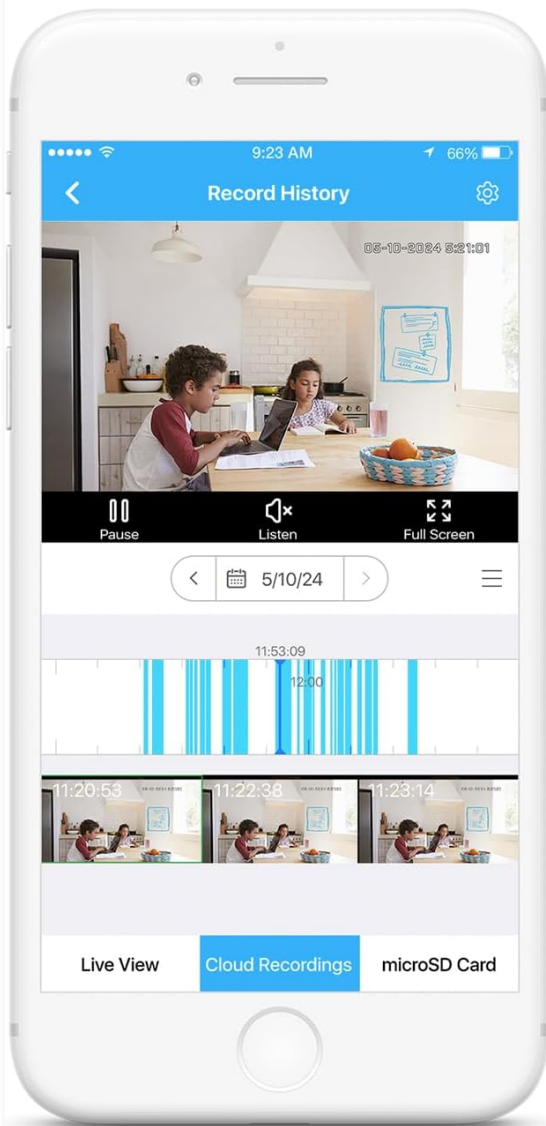 9:23 AM
66%
Record History
05-10-2024 5:21:01
Pause
Listen
Full Screen
5/10/24
11:53:09
12:00
11:20:53
11:22:38
11:23:14
Live View
Cloud Recordings
microSD Card